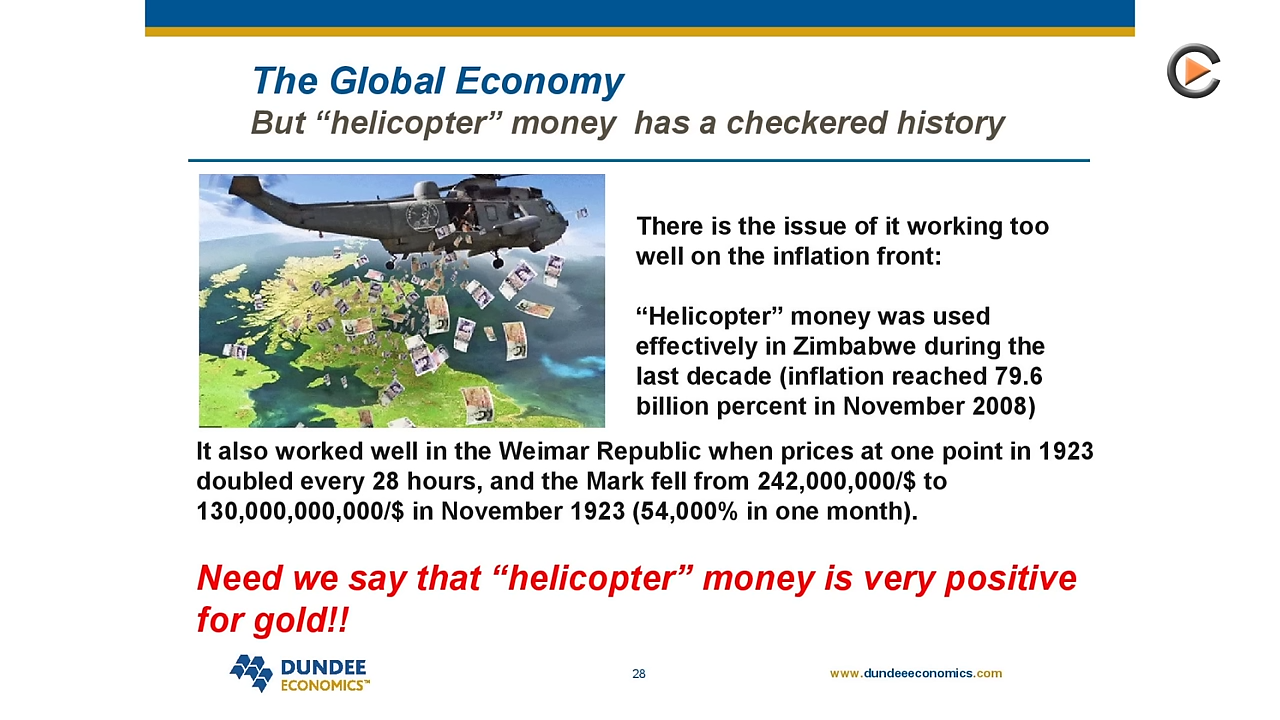 The Global Economy
But “helicopter” money has a checkered history
There is the issue of it working too
well on the inflation front:
“Helicopter” money was used
effectively in Zimbabwe during the
last decade (inflation reached 79.6
billion percent in November 2008)
It also worked well in the Weimar Republic when prices at one point in 1923
doubled every 28 hours, and the Mark fell from 242,000,000/$ to
130,000,000,000/$ in November 1923 (54,000% in one month).
Need we say that “helicopter” money is very positive
for gold!!
DUNDEE
ECONOMICS™
28
www.dundeeeconomics.com